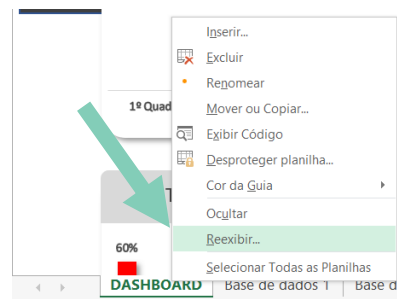 Inserir...
Excluir
Renomear
1º Quad
Mover ou Copiar...
Exibir Código
Desproteger planilha...
Cor da Guia
T
Ocultar
60%
Reexibir...
Selecionar Todas as Planilhas
DASHBOARD
Base de dados 1
Base d